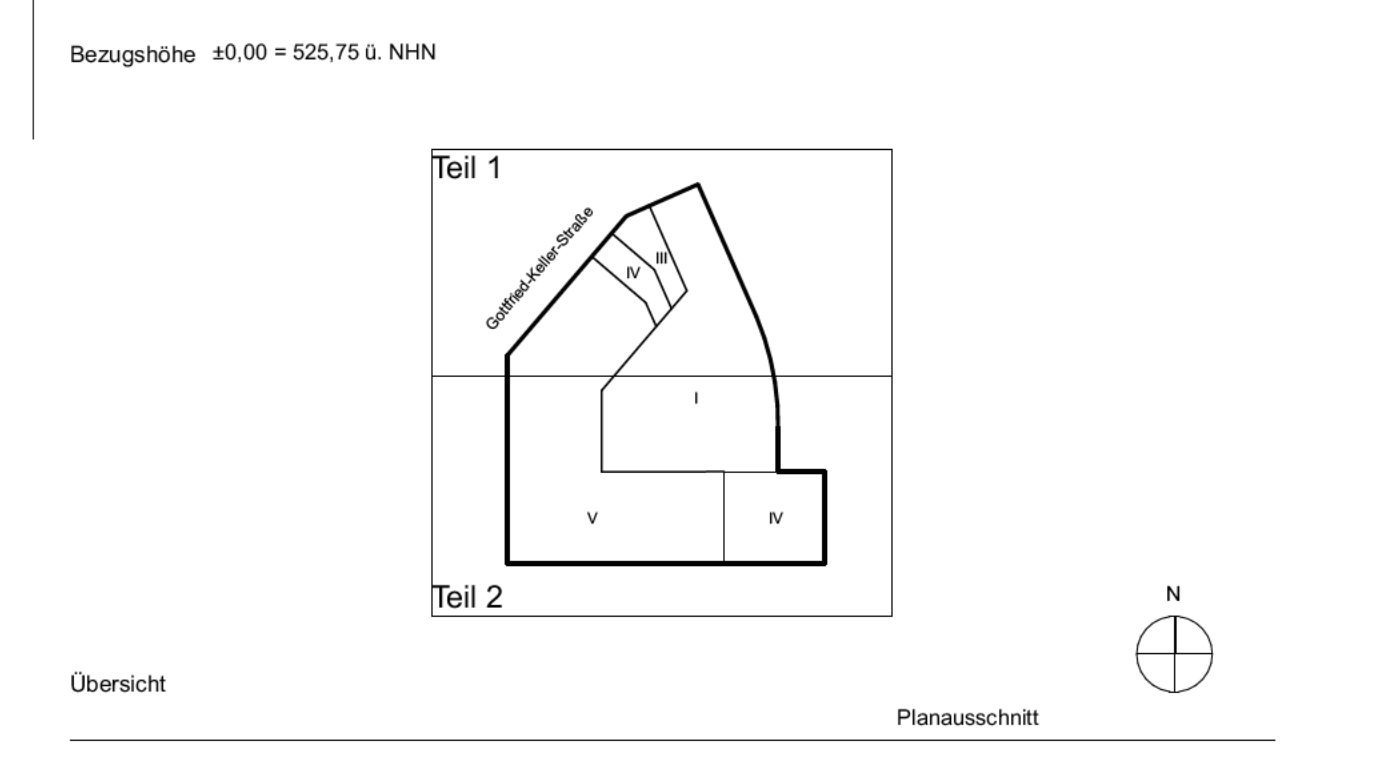 Bezugshöhe ±0,00 = 525,75 ü. NHN
Teil 1
Gottfried-Keller-Straße
III
IV
I
V
IV
Teil 2
N
Übersicht
Planausschnitt